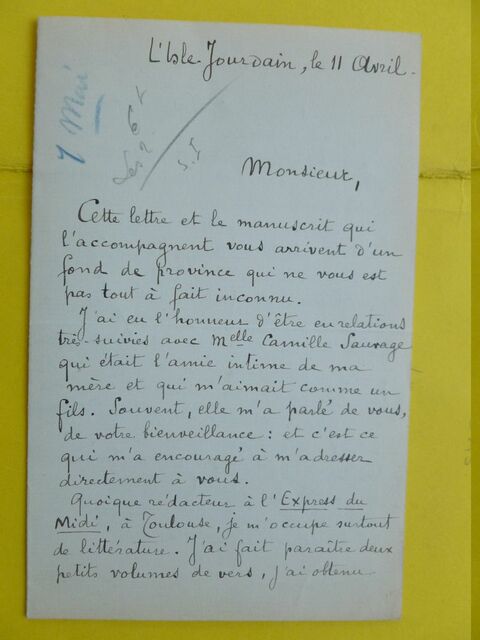 L'Isle Jourdain, le 11 Avril.
7 Mai
S. I
Monsieur,
Cette lettre et le manuscrit qui
l'accompagnent vous arrivent d'un
fond de province qui ne vous est
pas tout à fait inconnu.
J'ai eu l'honneur d'être en relations
très-suivies avec Melle Camille Sauvage
qui était l'amie intime de ma
mère et qui m'aimait comme un
fils. Souvent, elle m'a parlé de vous,
de votre bienveillance : et c'est ce
qui m'a encouragé à m'adresser
directement à vous.
Quoique rédacteur à l'Express du
Midi, à Toulouse, je m'occupe surtout
de littérature. J'ai fait paraître deux
petits volumes de vers, j'ai obtenu